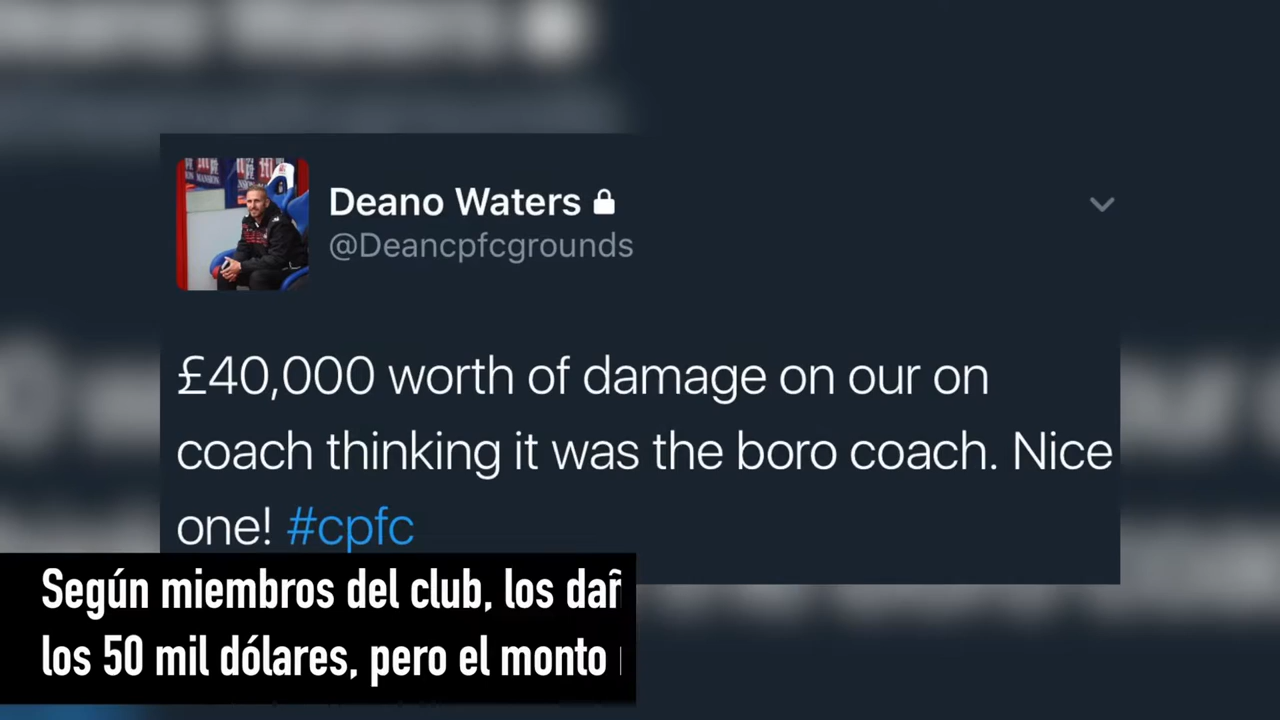 Deano Waters
@Deancpfcgrounds
£40,000 worth of damage on our on
coach thinking it was the boro coach. Nice
one! #cpfc
Según miembros del club, los
los 50 mil dólares, pero el monto